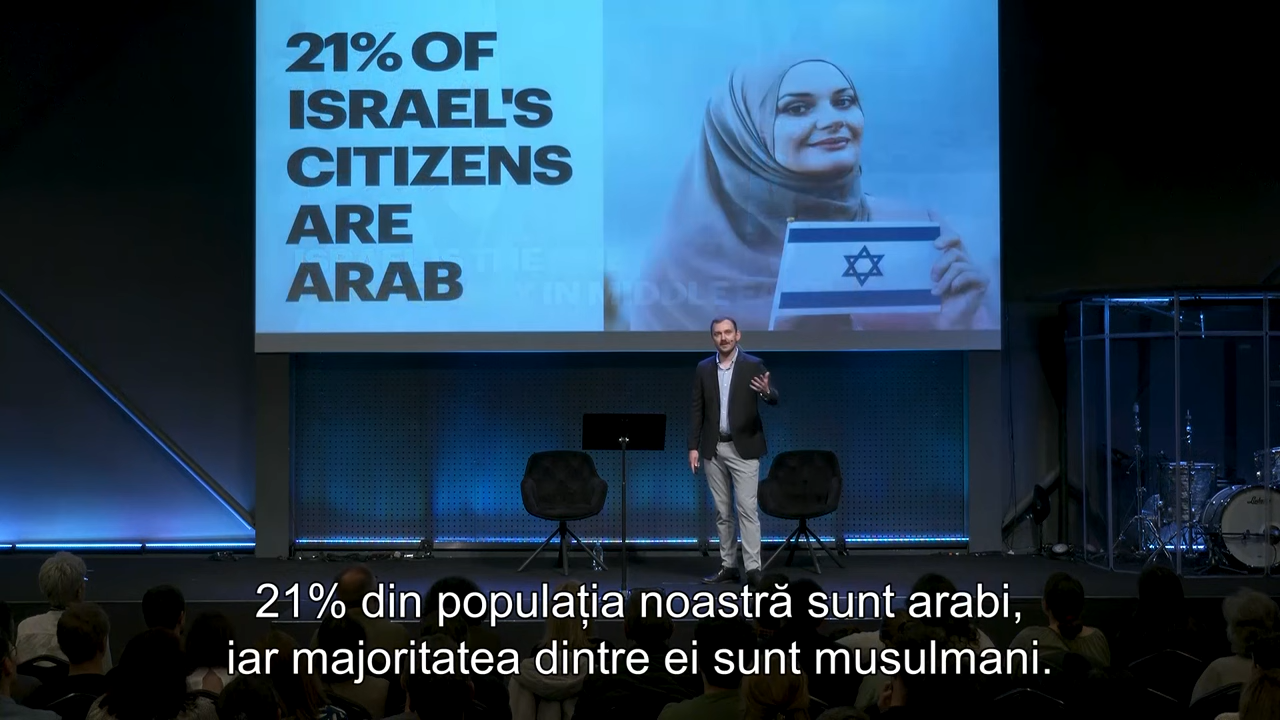 21% OF
ISRAEL'S
CITIZENS
ARE
ARAB
21% din populația noastră sunt arabi,
iar majoritatea dintre ei sunt musulmani.